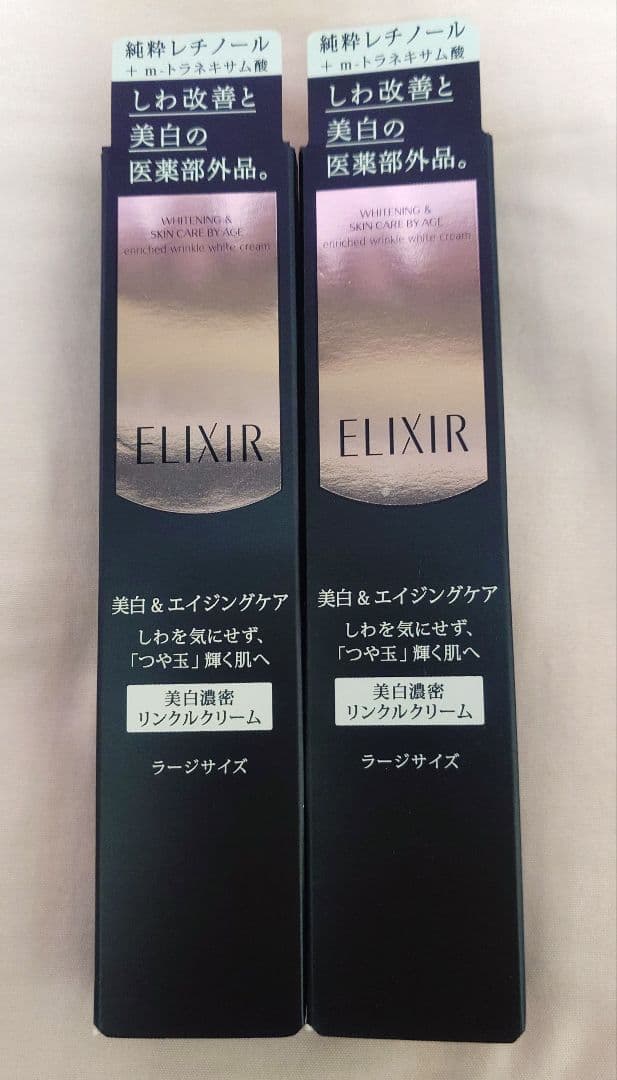 純粋レチノール
+ m-トラネキサム酸
しわ改善と
美白の
医薬部外品。
WHITENING &
SKIN CARE BY AGE
enriched wrinkle white cream
ELIXIR
美白&エイジングケア
しわを気にせず、
「つや玉」輝く肌へ
美白濃密
リンクルクリーム
ラージサイズ
純粋レチノール
+ m-トラネキサム酸
しわ改善と
美白の
医薬部外品。
WHITENING &
SKIN CARE BY AGE
enriched wrinkle white cream
ELIXIR
美白&エイジングケア
しわを気にせず、
「つや玉」輝く肌へ
美白濃密
リンクルクリーム
ラージサイズ